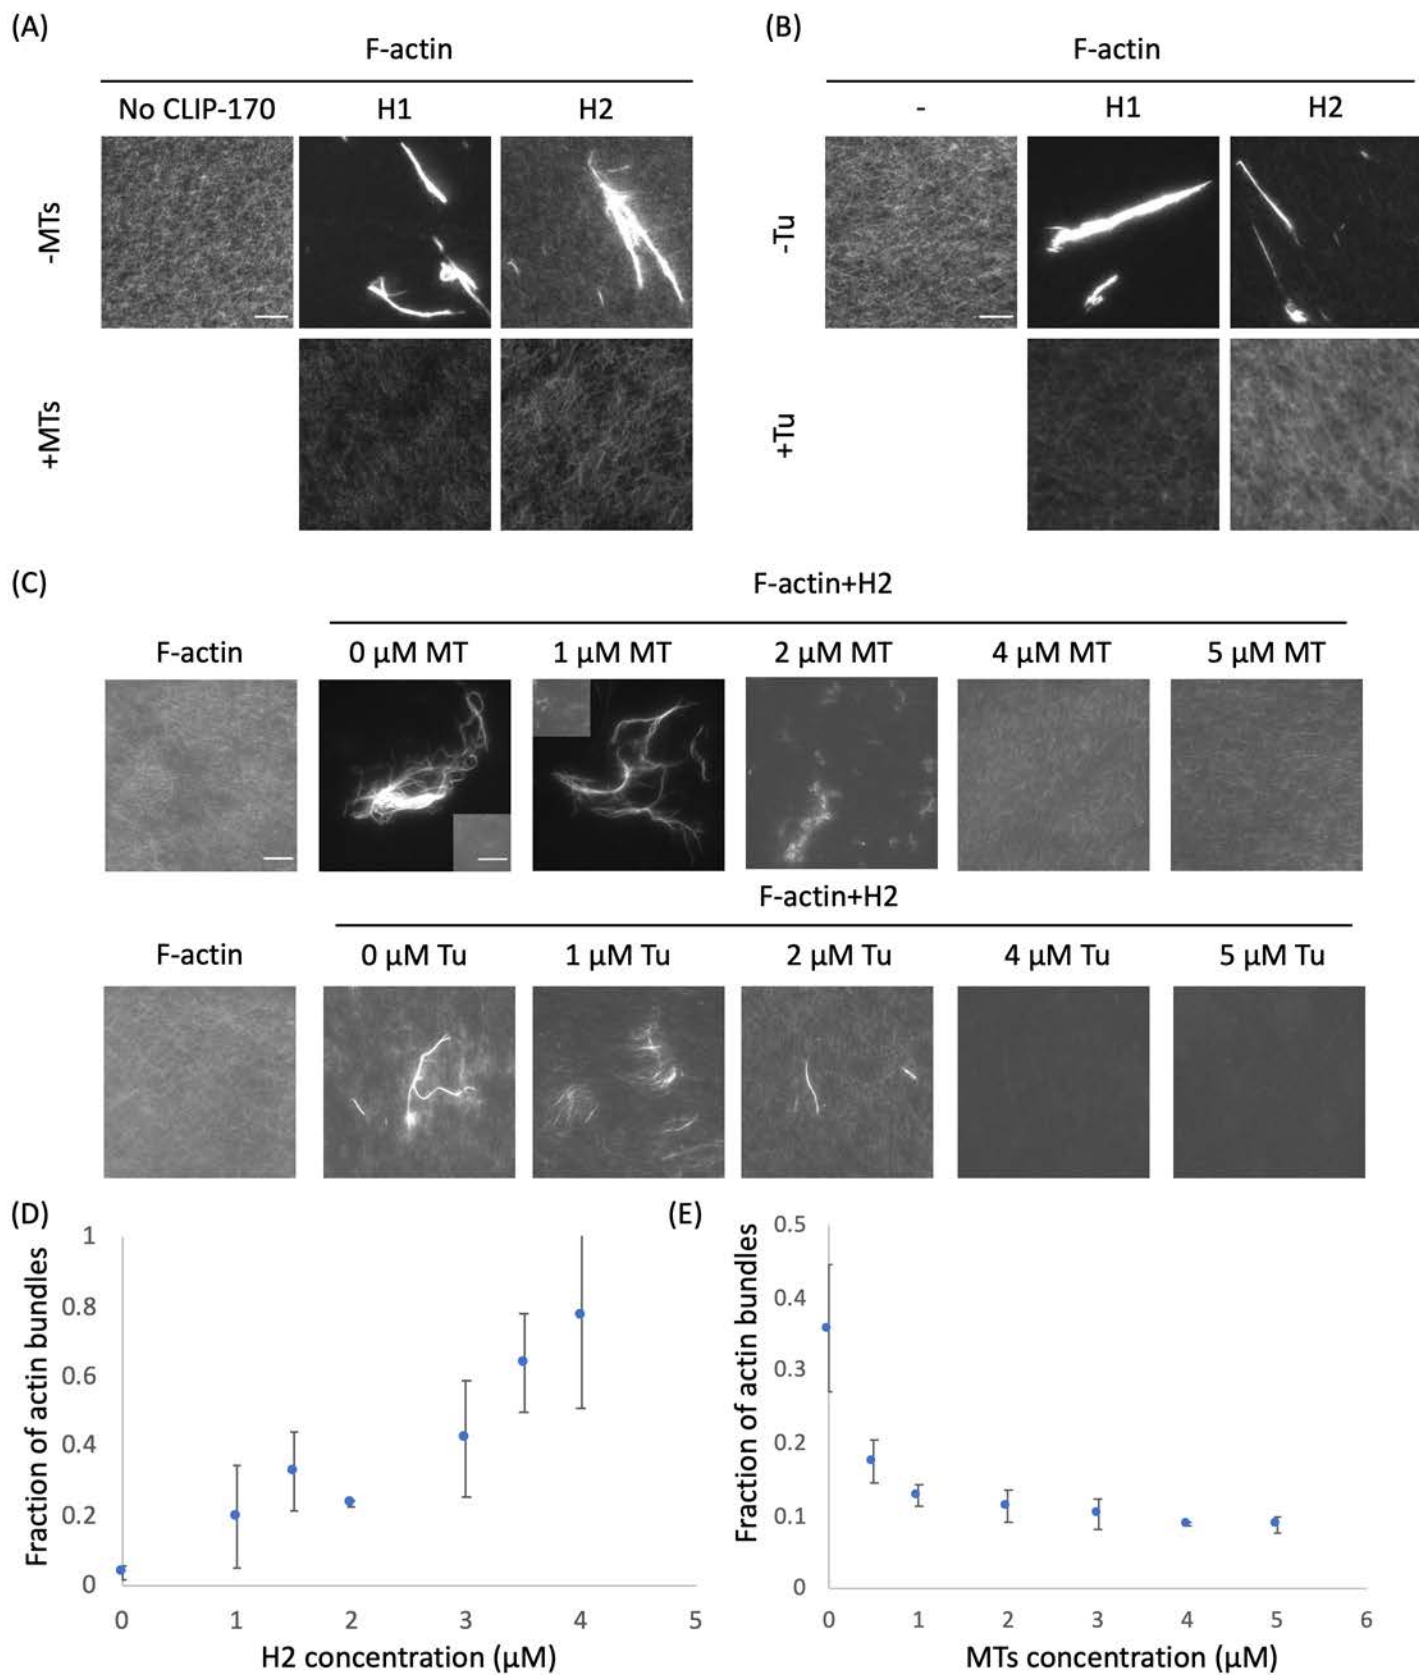 (A)
F-actin
No CLIP-170 H1 H2
-MTs
+MTs
(B)
F-actin
- H1 H2
-Tu
+Tu
(C)
F-actin+H2
F-actin 0 μM MT 1 μM MT 2 μM MT 4 μM MT 5 μM MT
F-actin+H2
F-actin 0 μM Tu 1 μM Tu 2 μM Tu 4 μM Tu 5 μM Tu
(D)
Fraction of actin bundles
1
0.8
0.6
0.4
0.2
0
0 1 2 3 4 5
H2 concentration (μM)
(E)
Fraction of actin bundles
0.5
0.4
0.3
0.2
0.1
0
0 1 2 3 4 5 6
MTs concentration (μM)